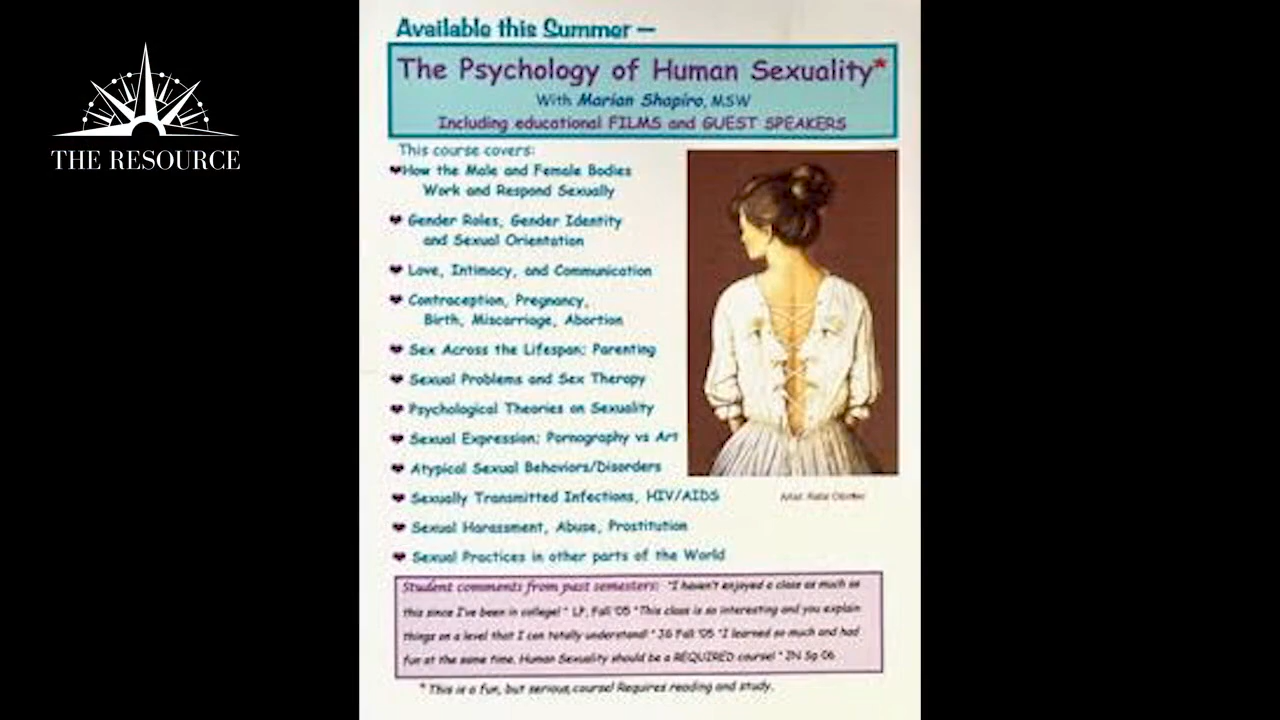 THE RESOURCE
Available this Summer —
The Psychology of Human Sexuality*
With Marian Shapiro, MSW
Including educational FILMS and GUEST SPEAKERS
This course covers:
❤How the Male and Female Bodies
Work and Respond Sexually
❤ Gender Roles, Gender Identity
and Sexual Orientation
❤ Love, Intimacy, and Communication
❤ Contraception, Pregnancy,
Birth, Miscarriage, Abortion
❤ Sex Across the Lifespan; Parenting
❤ Sexual Problems and Sex Therapy
❤ Psychological Theories on Sexuality
❤ Sexual Expression; Pornography vs Art
❤ Atypical Sexual Behaviors/Disorders
❤ Sexually Transmitted Infections, HIV/AIDS
❤ Sexual Harassment, Abuse, Prostitution
❤ Sexual Practices in other parts of the World
Student comments from past semesters: "I haven't enjoyed a class as much as
this since I've been in college! " LP, Fall '05 "This class is so interesting and you explain
things on a level that I can totally understand! " JG Fall '05 "I learned so much and had
fun at the same time. Human Sexuality should be a REQUIRED course! " JN Sp 06
* This is a fun, but serious,course! Requires reading and study.